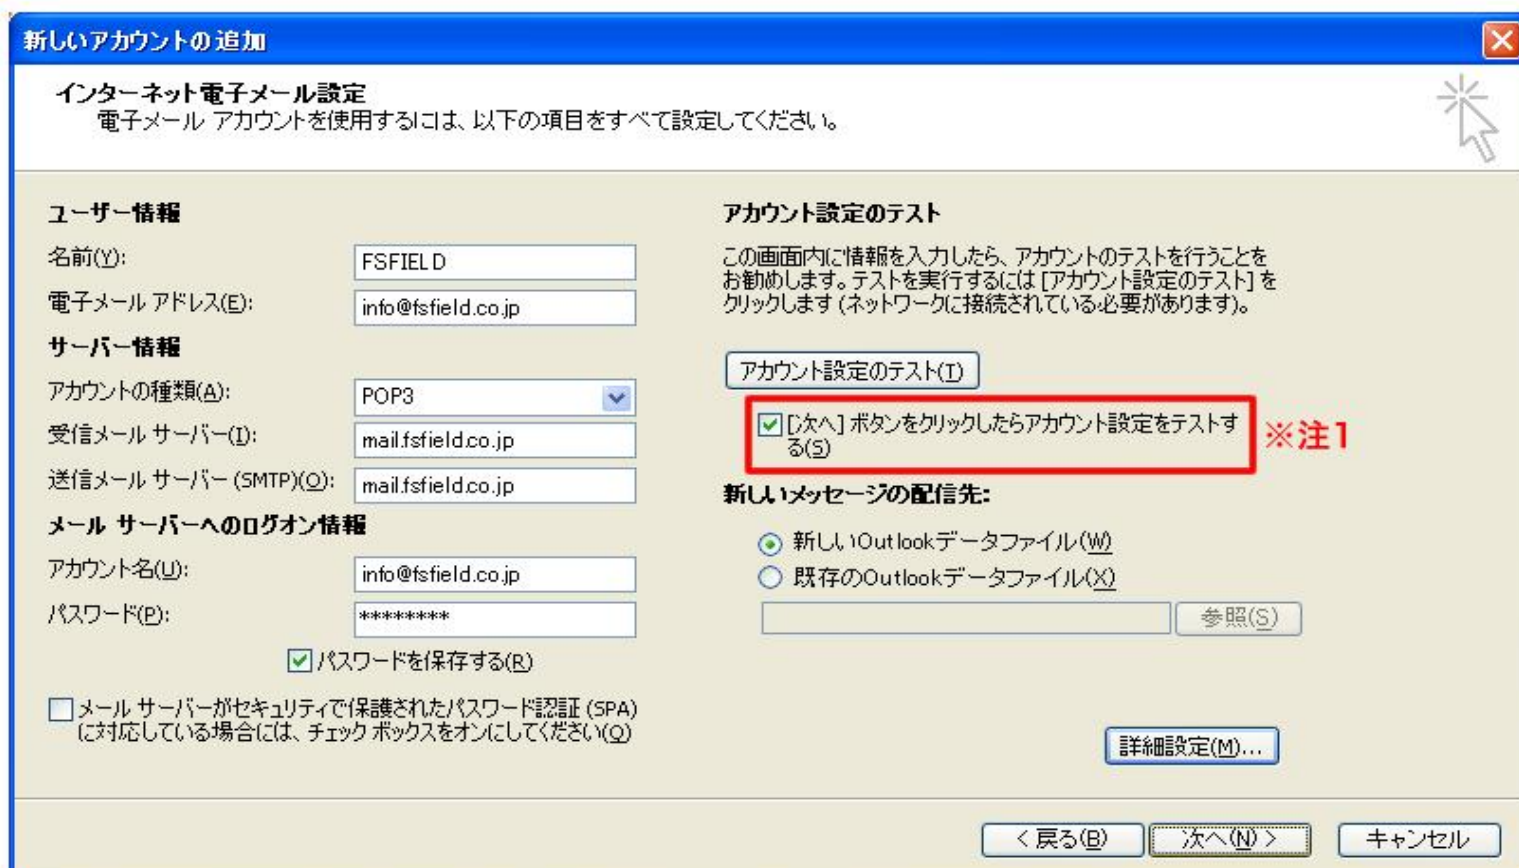 新しいアカウントの追加
インターネット電子メール設定
電子メール アカウントを使用するには、以下の項目をすべて設定してください。
ユーザー情報
名前(Y):
FSFIELD
電子メール アドレス(E):
info@fsfield.co.jp
サーバー情報
アカウントの種類(A):
POP3
受信メール サーバー(I):
mail.fsfield.co.jp
送信メール サーバー (SMTP)(O):
mail.fsfield.co.jp
メール サーバーへのログオン情報
アカウント名(U):
info@fsfield.co.jp
パスワード(P):
********
パスワードを保存する(R)
メール サーバーがセキュリティで保護されたパスワード認証 (SPA)
に対応している場合には、チェック ボックスをオンにしてください(Q)
アカウント設定のテスト
この画面内に情報を入力したら、アカウントのテストを行うことを
お勧めします。テストを実行するには [アカウント設定のテスト] を
クリックします (ネットワークに接続されている必要があります)。
アカウント設定のテスト(T)
[次へ] ボタンをクリックしたらアカウント設定をテストす
る(S)
※注1
新しいメッセージの配信先:
新しいOutlookデータファイル(W)
既存のOutlookデータファイル(X)
参照(S)
詳細設定(M)...
< 戻る(B)
次へ(N) >
キャンセル